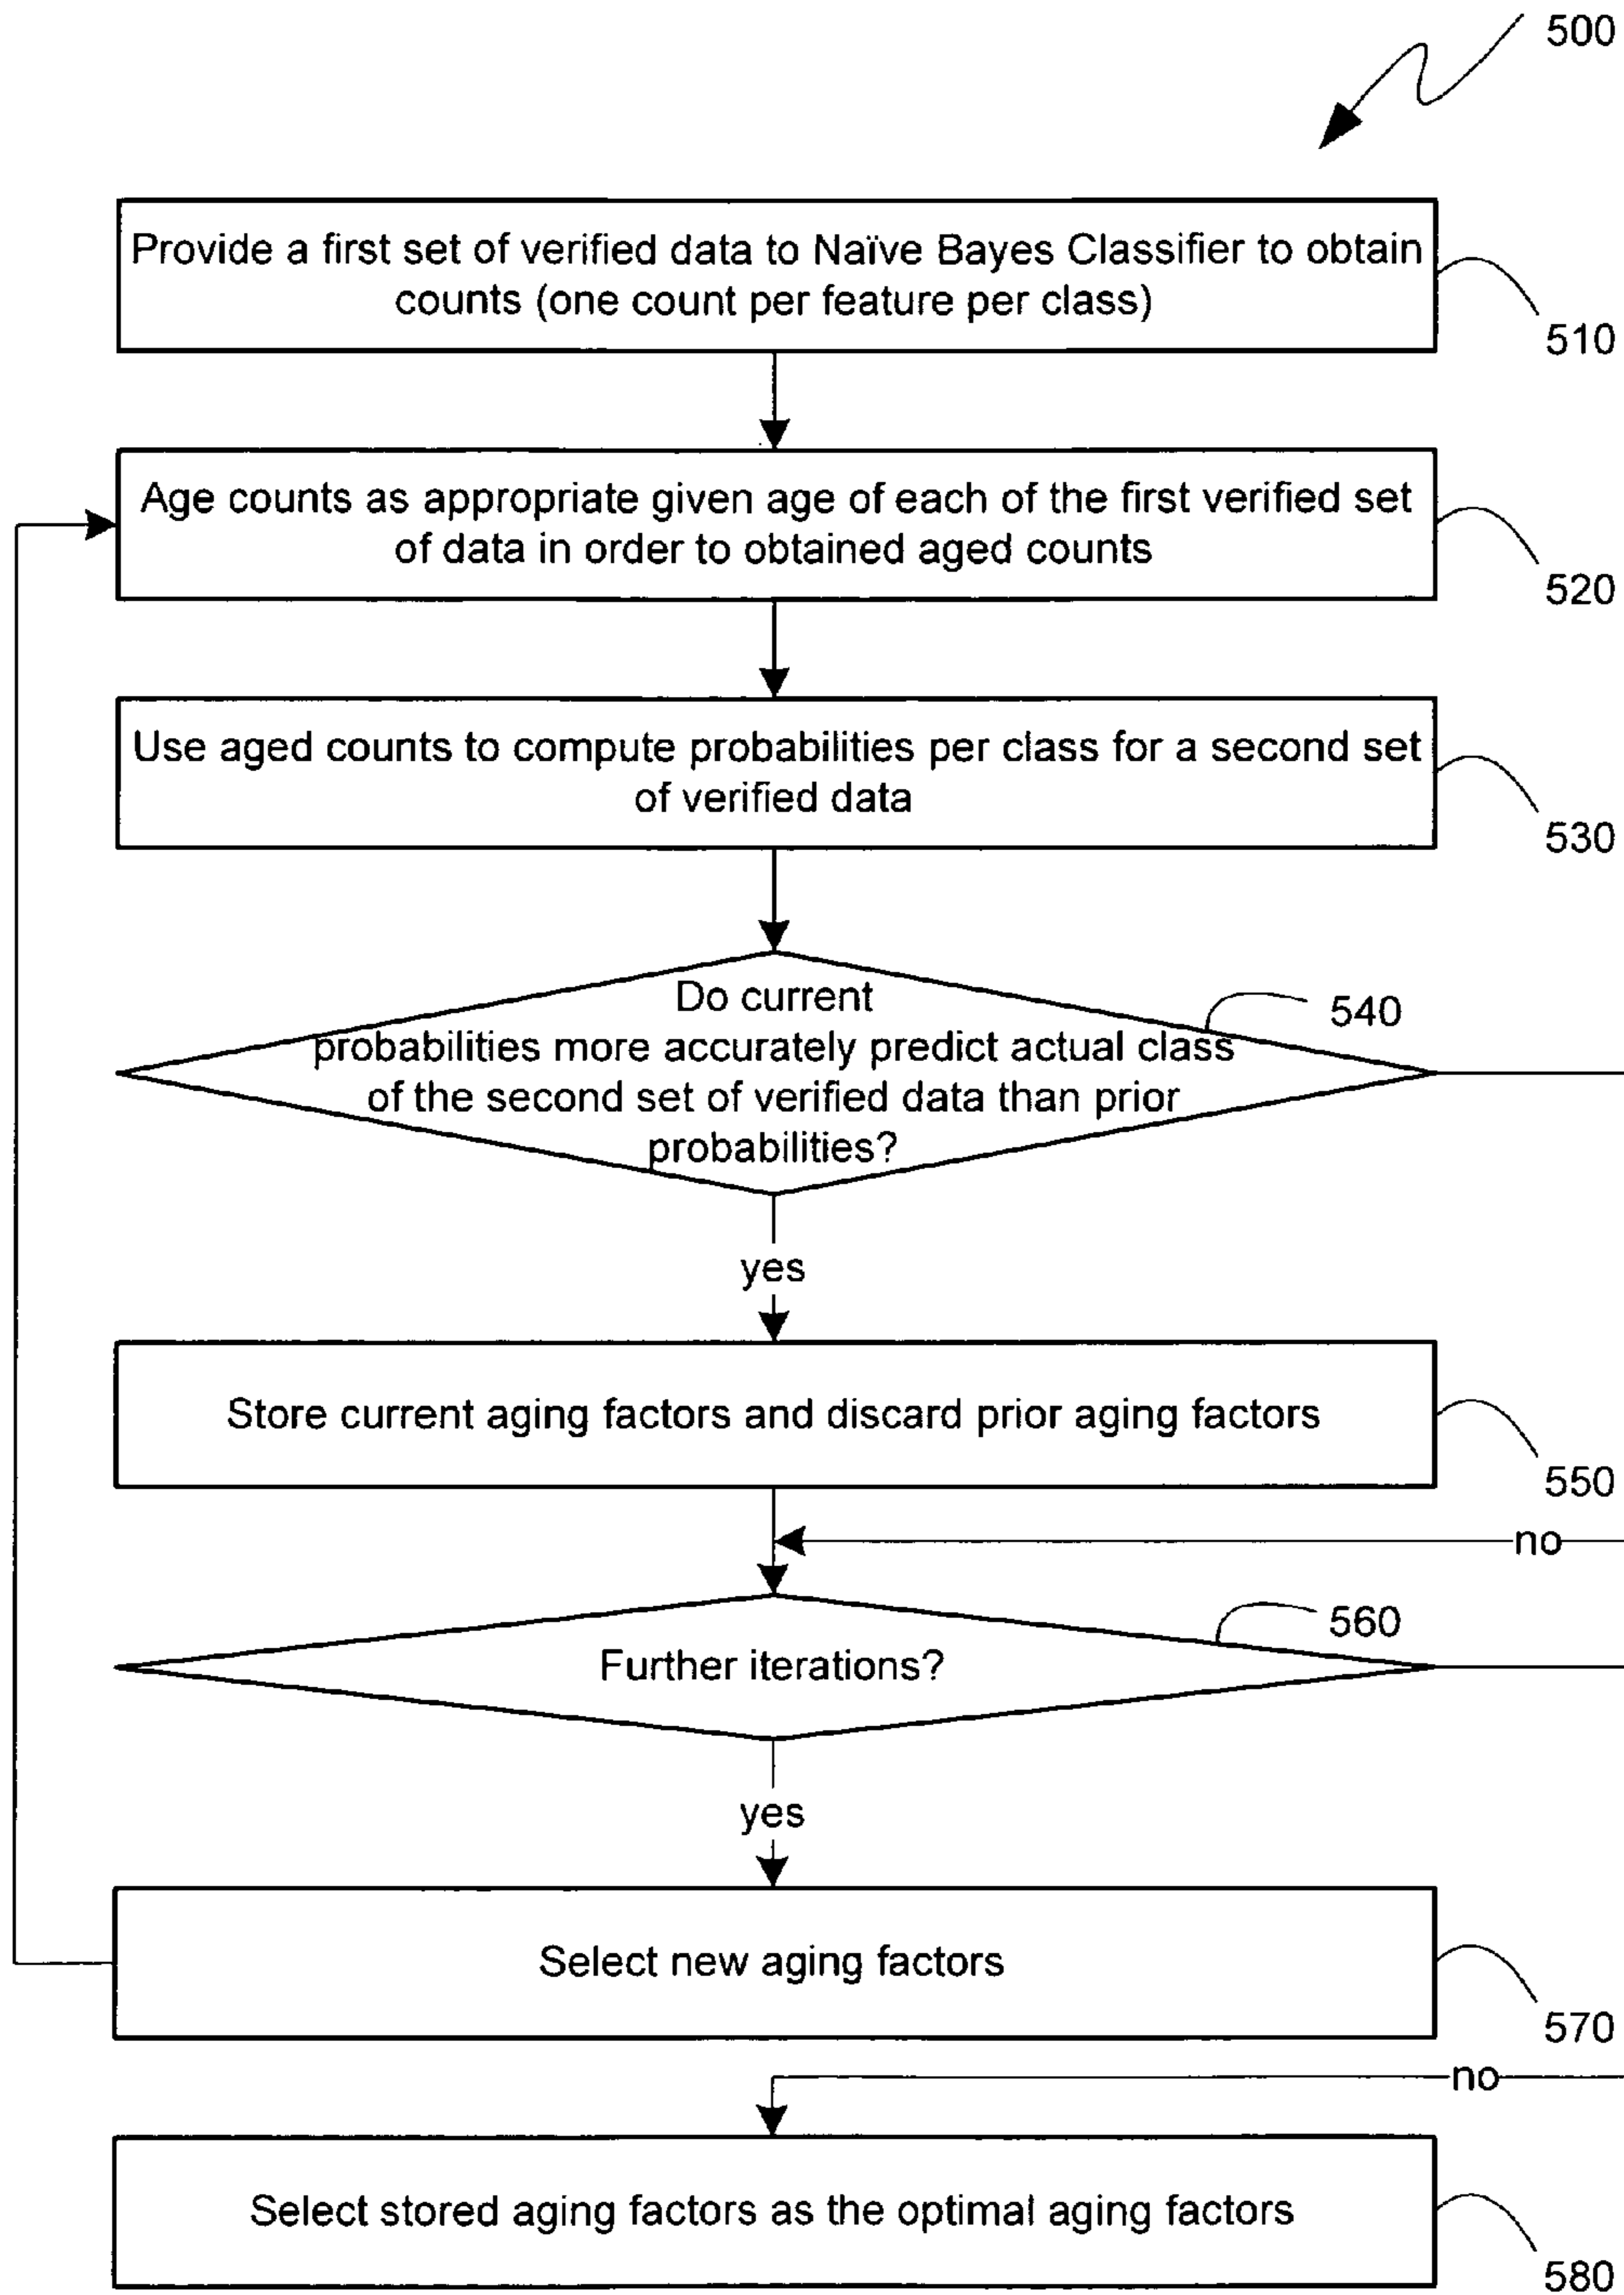 500
Provide a first set of verified data to Naïve Bayes Classifier to obtain
counts (one count per feature per class)
510
Age counts as appropriate given age of each of the first verified set
of data in order to obtained aged counts
520
Use aged counts to compute probabilities per class for a second set
of verified data
530
Do current
probabilities more accurately predict actual class
of the second set of verified data than prior
probabilities?
540
yes
Store current aging factors and discard prior aging factors
550
no
Further iterations?
560
yes
Select new aging factors
570
no
Select stored aging factors as the optimal aging factors
580